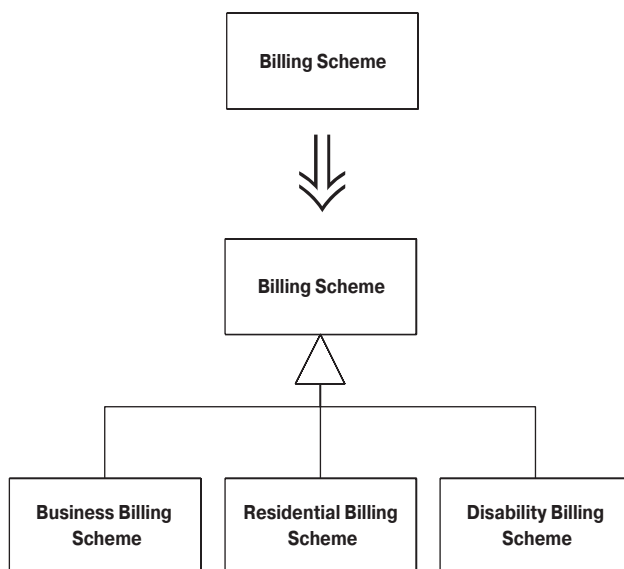 Billing Scheme
Billing Scheme
Business Billing
Scheme
Residential Billing
Scheme
Disability Billing
Scheme